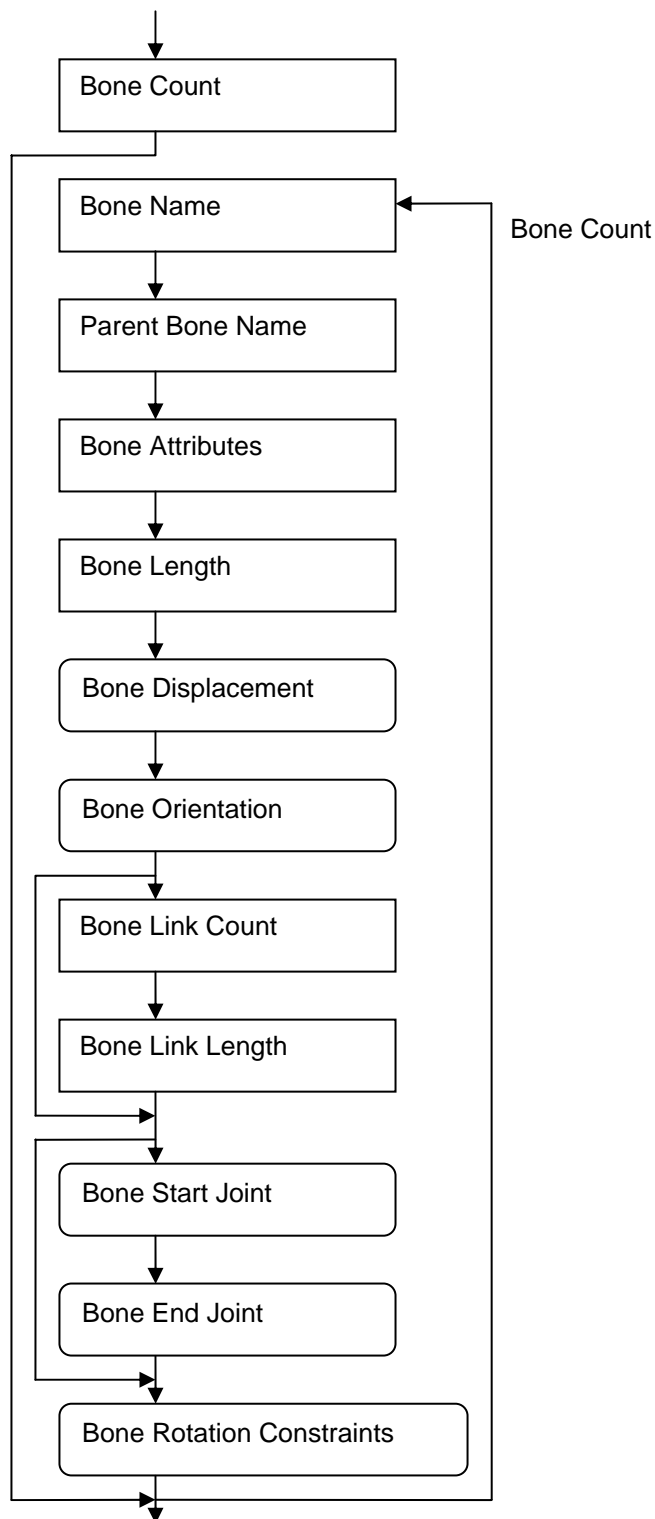 Bone Count
Bone Name
Bone Count
Parent Bone Name
Bone Attributes
Bone Length
Bone Displacement
Bone Orientation
Bone Link Count
Bone Link Length
Bone Start Joint
Bone End Joint
Bone Rotation Constraints